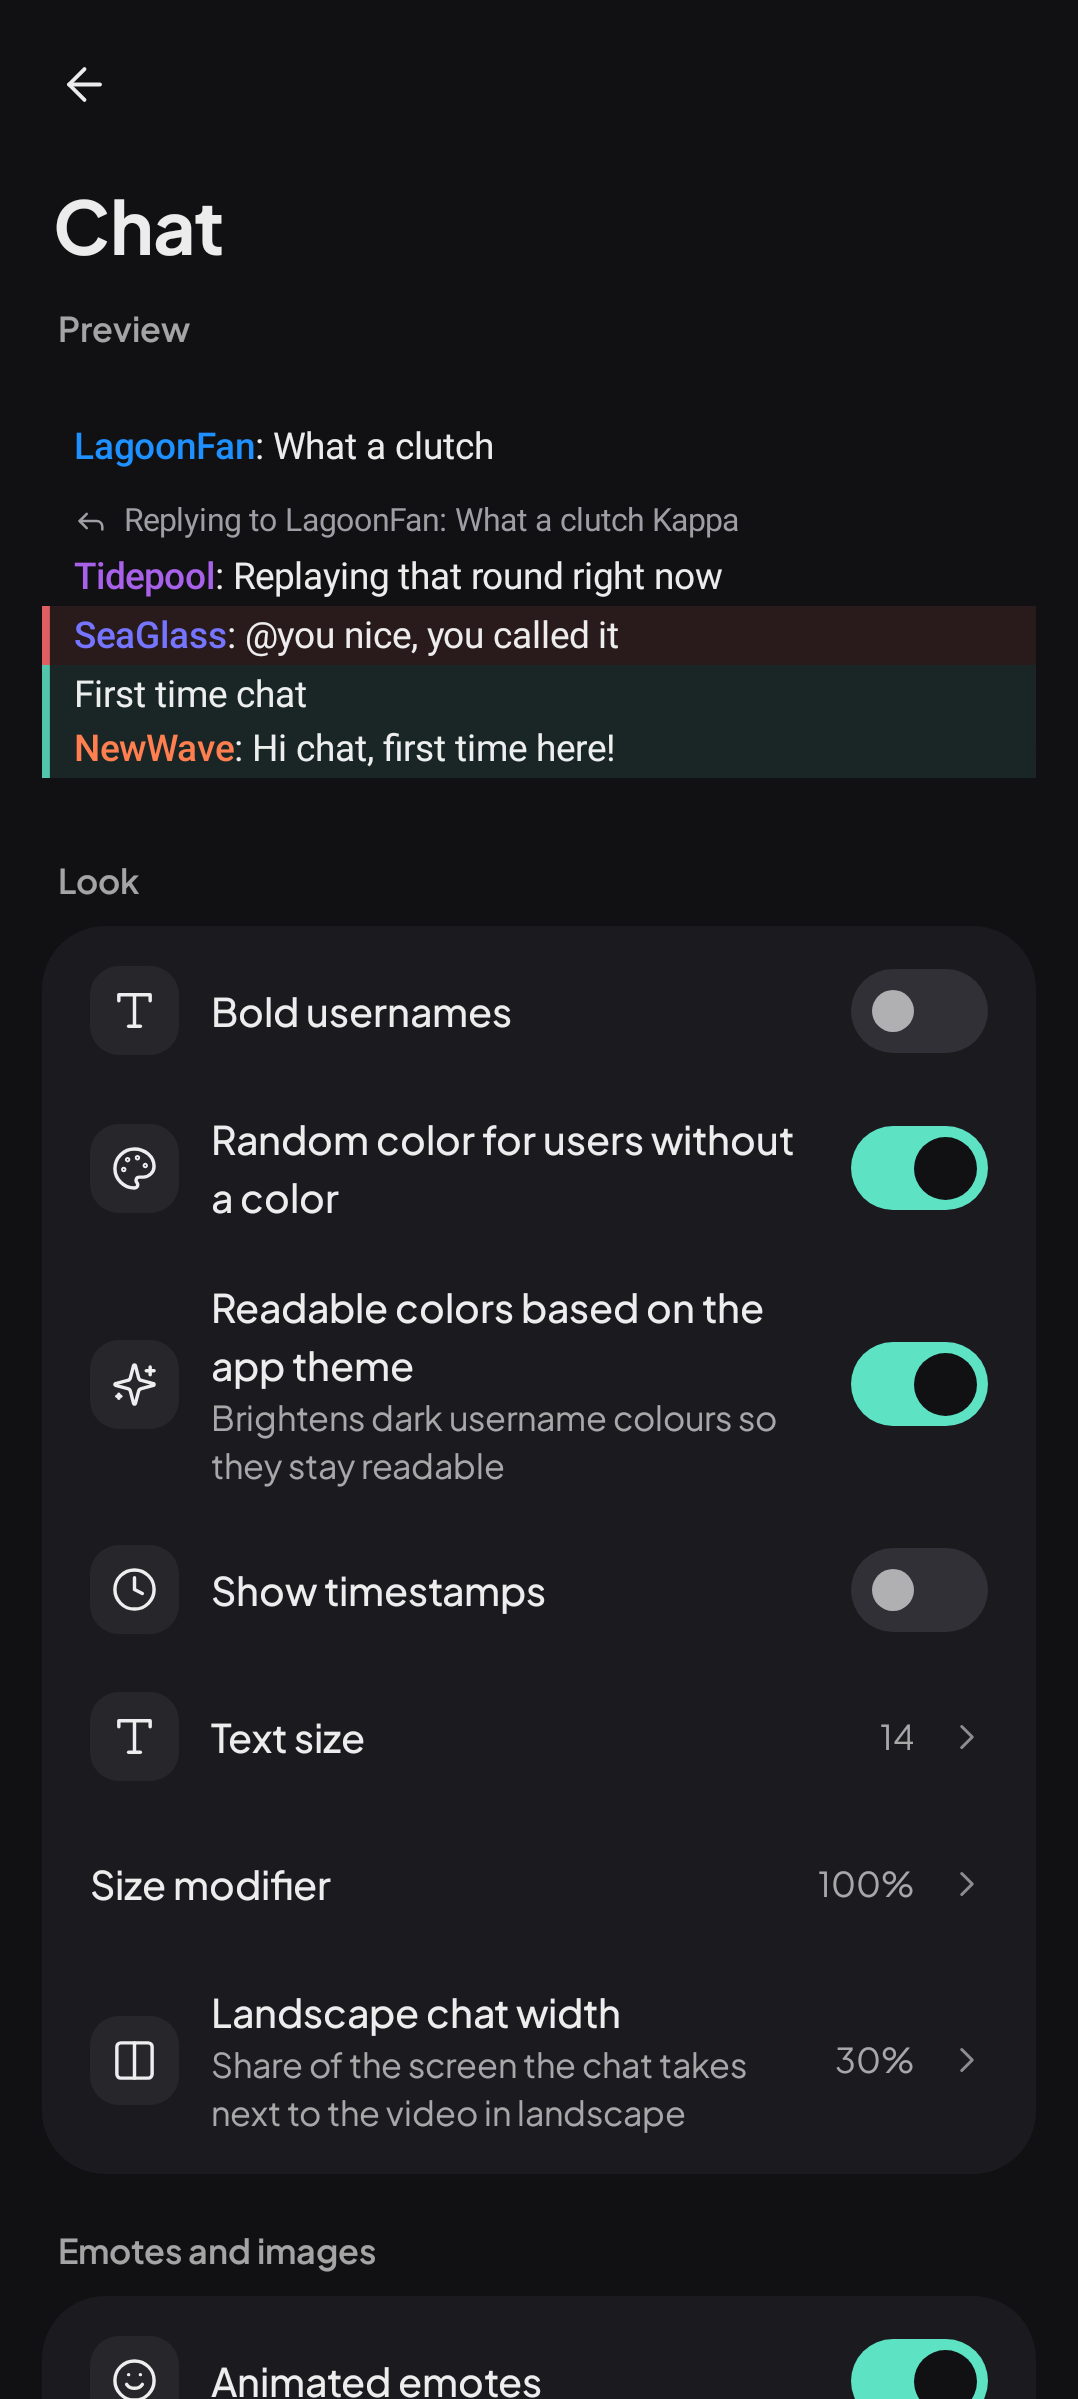 Chat
Preview
LagoonFan: What a clutch
Replying to LagoonFan: What a clutch Kappa
Tidepool: Replaying that round right now
SeaGlass: @you nice, you called it
First time chat
NewWave: Hi chat, first time here!
Look
Bold usernames
Random color for users without
a color
Readable colors based on the
app theme
Brightens dark username colours so
they stay readable
Show timestamps
Text size
14
Size modifier
100%
Landscape chat width
Share of the screen the chat takes
next to the video in landscape
30%
Emotes and images
Animated emotes